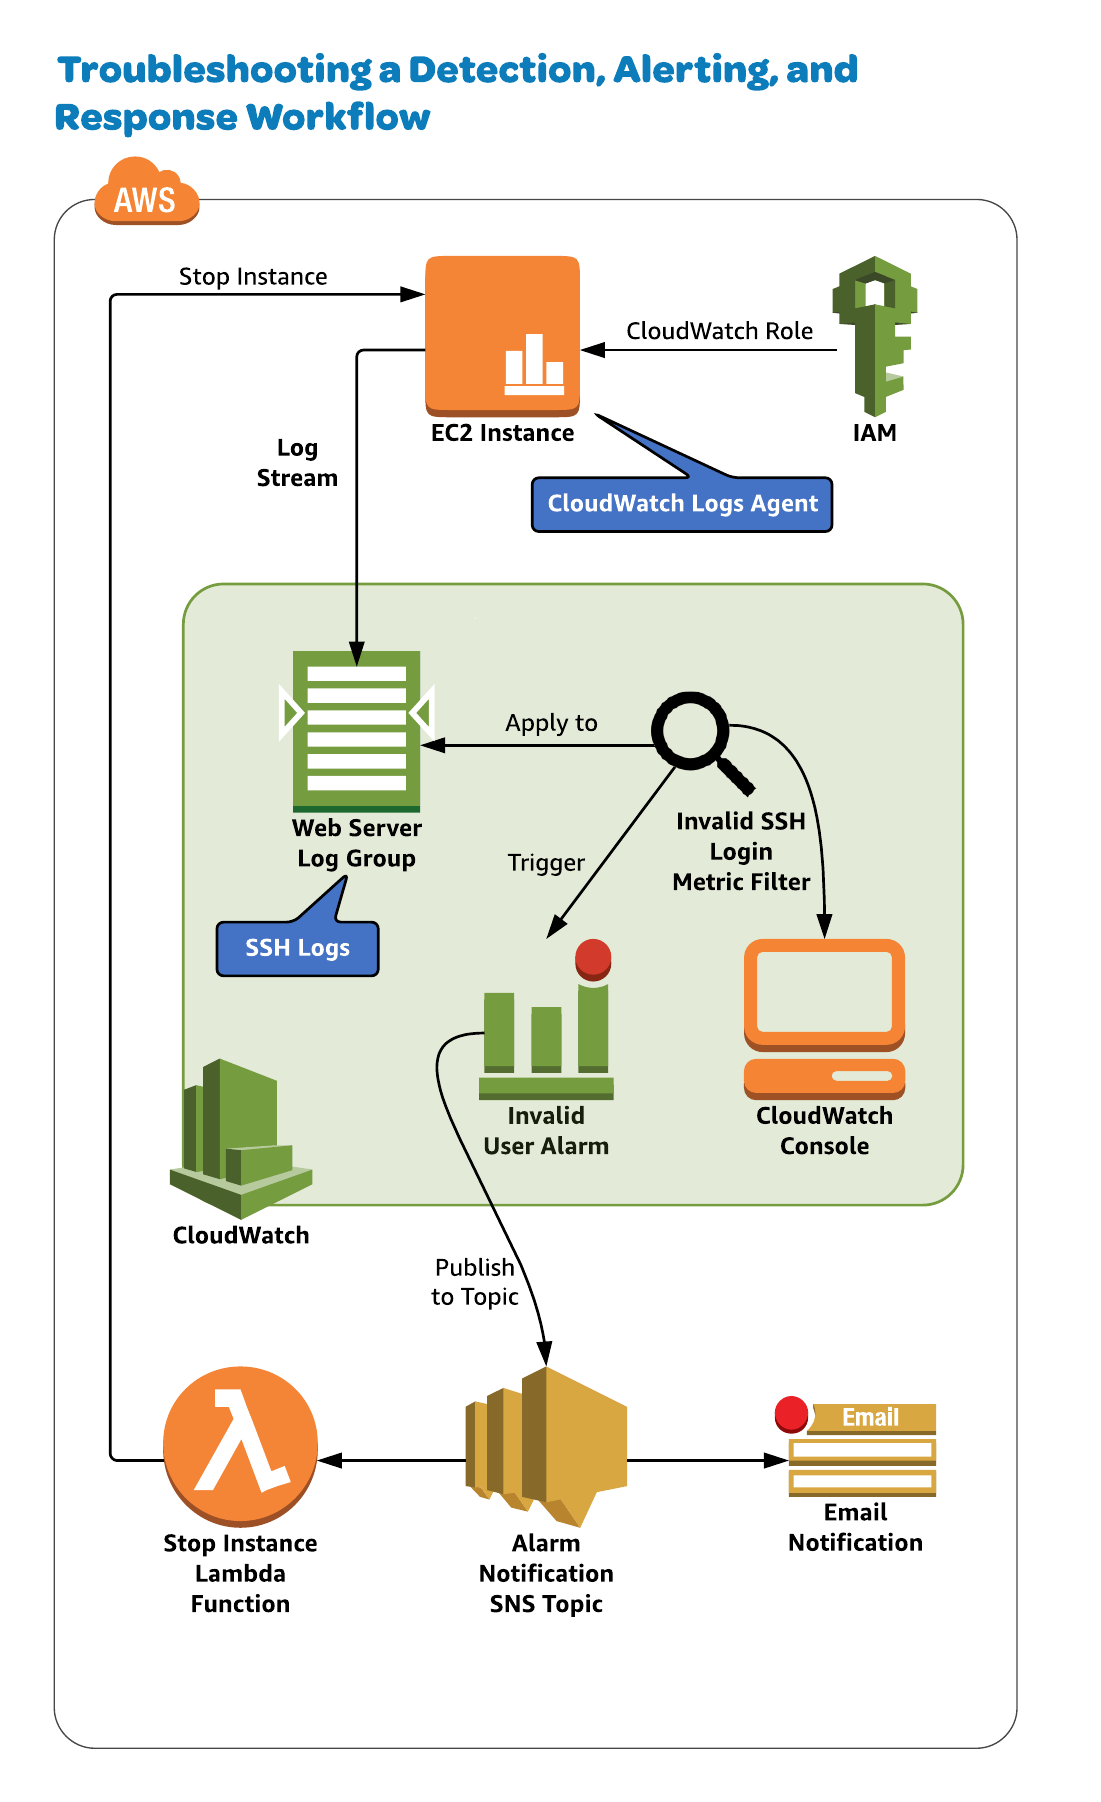 Troubleshooting a Detection, Alerting, and
Response Workflow
AWS
Stop Instance
CloudWatch Role
EC2 Instance
IAM
Log
Stream
CloudWatch Logs Agent
Apply to
Web Server
Log Group
Invalid SSH
Login
Metric Filter
Trigger
SSH Logs
Invalid
User Alarm
CloudWatch
Console
CloudWatch
Publish
to Topic
Email
Stop Instance
Lambda
Function
Alarm
Notification
SNS Topic
Email
Notification